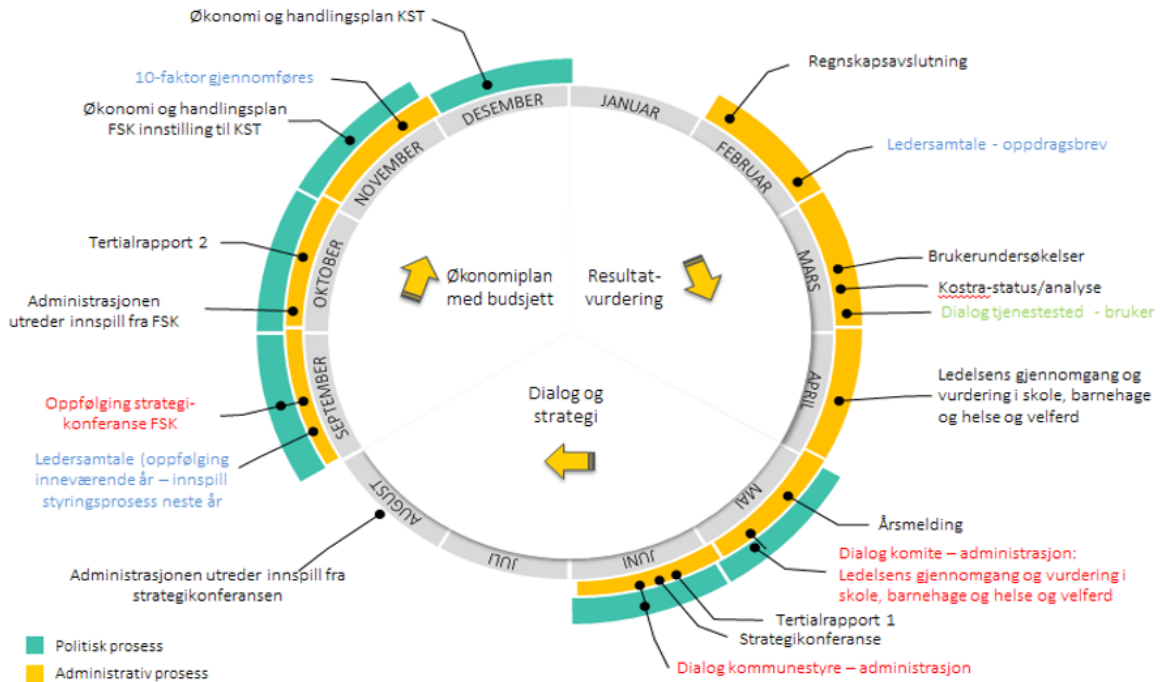 Økonomi og handlingsplan KST
10-faktor gjennomføres
Økonomi og handlingsplan
FSK innstilling til KST
Tertialrapport 2
Administrasjonen
utreder innspill fra FSK
Oppfølging strategi-
konferanse FSK
Ledersamtale (oppfølging
inneværende år – innspill
styringsprosess neste år
Administrasjonen utreder innspill fra
strategikonferansen
Politisk prosess
Administrativ prosess
JANUAR
FEBRUAR
MARS
APRIL
MAI
JUNI
JULI
AUGUST
SEPTEMBER
OKTOBER
NOVEMBER
DESEMBER
Økonomiplan
med budsjett
Resultat-
vurdering
Dialog og
strategi
Regnskapsavslutning
Ledersamtale - oppdragsbrev
Brukerundersøkelser
Kostra-status/analyse
Dialog tjenestested - bruker
Ledelsens gjennomgang og
vurdering i skole, barnehage
og helse og velferd
Årsmelding
Dialog komite – administrasjon:
Ledelsens gjennomgang og vurdering i
skole, barnehage og helse og velferd
Tertialrapport 1
Strategikonferanse
Dialog kommunestyre – administrasjon